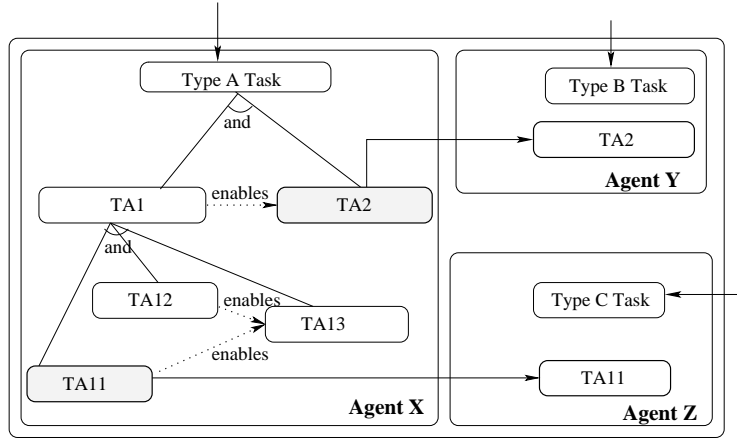 Type A Task
and
TA1
enables
TA2
and
TA12
enables
TA13
enables
TA11
Agent X
Type B Task
TA2
Agent Y
Type C Task
TA11
Agent Z